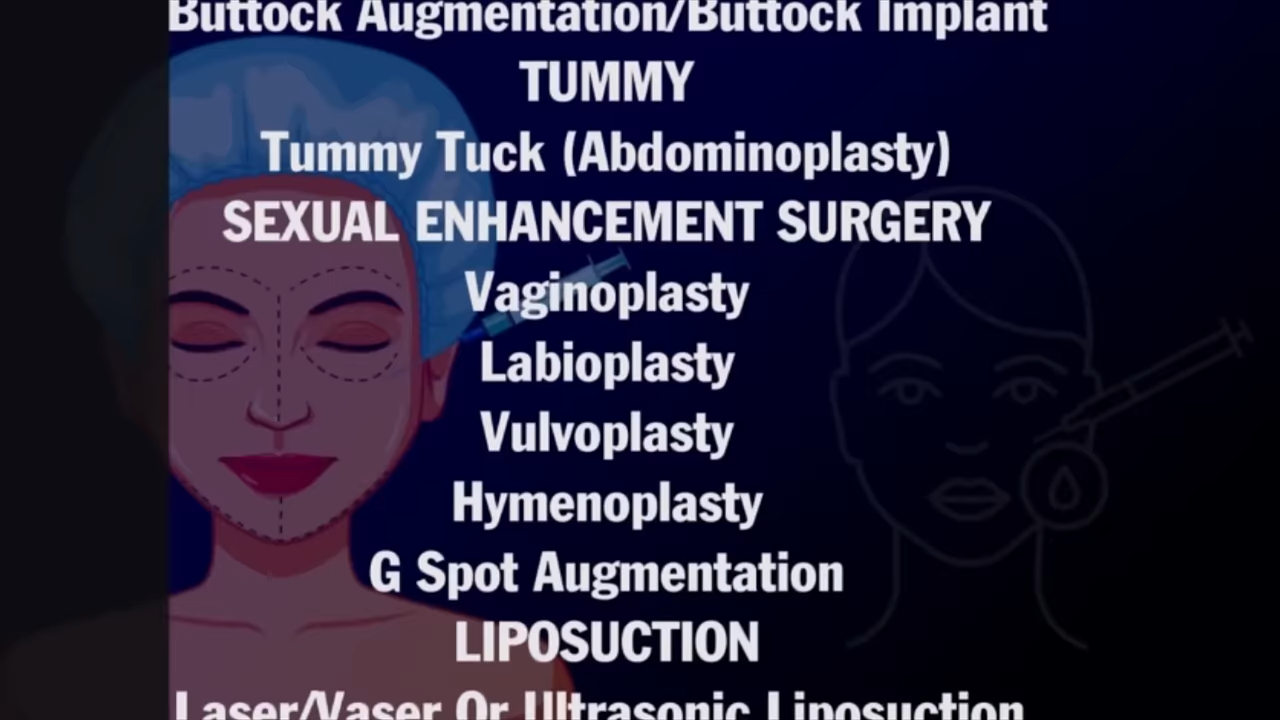 Buttock Augmentation/Buttock Implant
TUMMY
Tummy Tuck (Abdominoplasty)
SEXUAL ENHANCEMENT SURGERY
Vaginoplasty
Labioplasty
Vulvoplasty
Hymenoplasty
G Spot Augmentation
LIPOSUCTION
Laser/Vaser Or Ultrasonic Liposuction